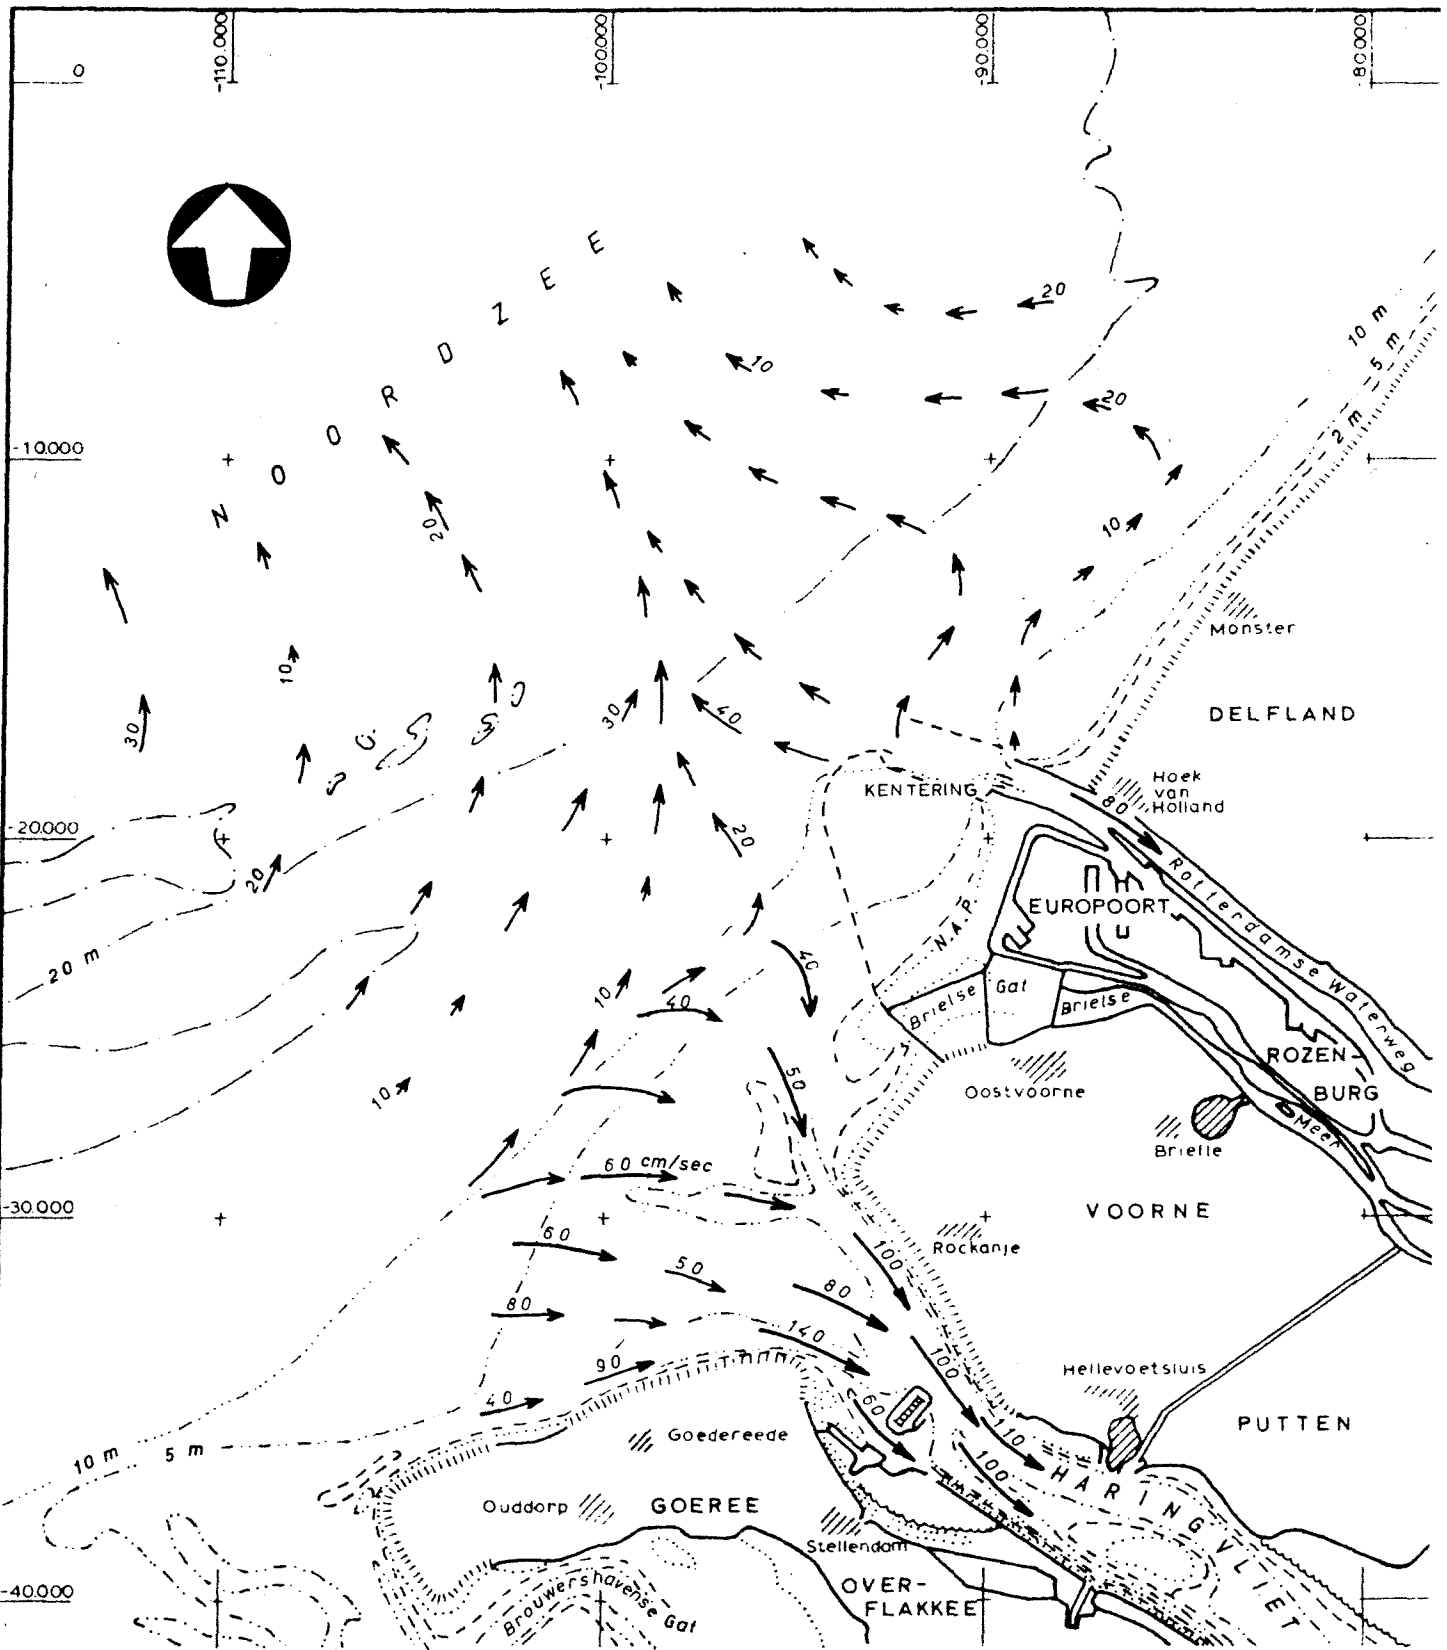 -110.000
-100.000
-90.000
-80.000
0
NOORDZEE
20
10 m
5 m
10
20
2 m
-10.000
20
10
10
Monster
30
30
40
DELFLAND
KENTERING
Hoek
van
Holland
80
-20.000
20
20
Rotterdamse Waterweg
EUROPOORT
N.A.P.
20 m
40
10
40
Brielse Gat
Brielse
Meer
ROZEN-
BURG
50
Oostvoorne
10
Brielle
60 cm/sec
-30.000
VOORNE
60
Rockanje
100
50
80
80
140
100
90
Hellevoetsluis
40
60
PUTTEN
10 m
5 m
Goedereede
110
100
HARINGVLIET
Ouddorp
GOEREE
Stellendam
OVER-
FLAKKEE
-40.000
Brouwershavense Gat